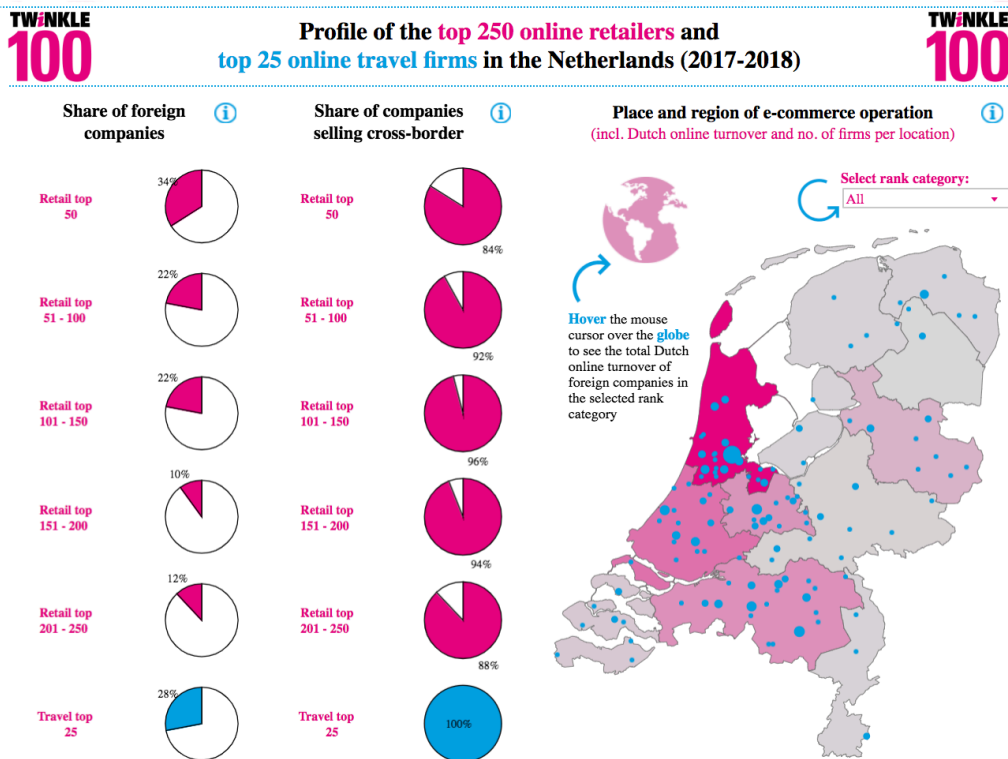 TWiNKLE
100
Profile of the top 250 online retailers and
top 25 online travel firms in the Netherlands (2017-2018)
TWiNKLE
100
Share of foreign
companies
i
Retail top
50
34%
Retail top
51 - 100
22%
Retail top
101 - 150
22%
Retail top
151 - 200
10%
Retail top
201 - 250
12%
Travel top
25
28%
Share of companies
selling cross-border
i
Retail top
50
84%
Retail top
51 - 100
92%
Retail top
101 - 150
96%
Retail top
151 - 200
94%
Retail top
201 - 250
88%
Travel top
25
100%
Place and region of e-commerce operation
(incl. Dutch online turnover and no. of firms per location)
i
Select rank category:
All
Hover the mouse
cursor over the globe
to see the total Dutch
online turnover of
foreign companies in
the selected rank
category